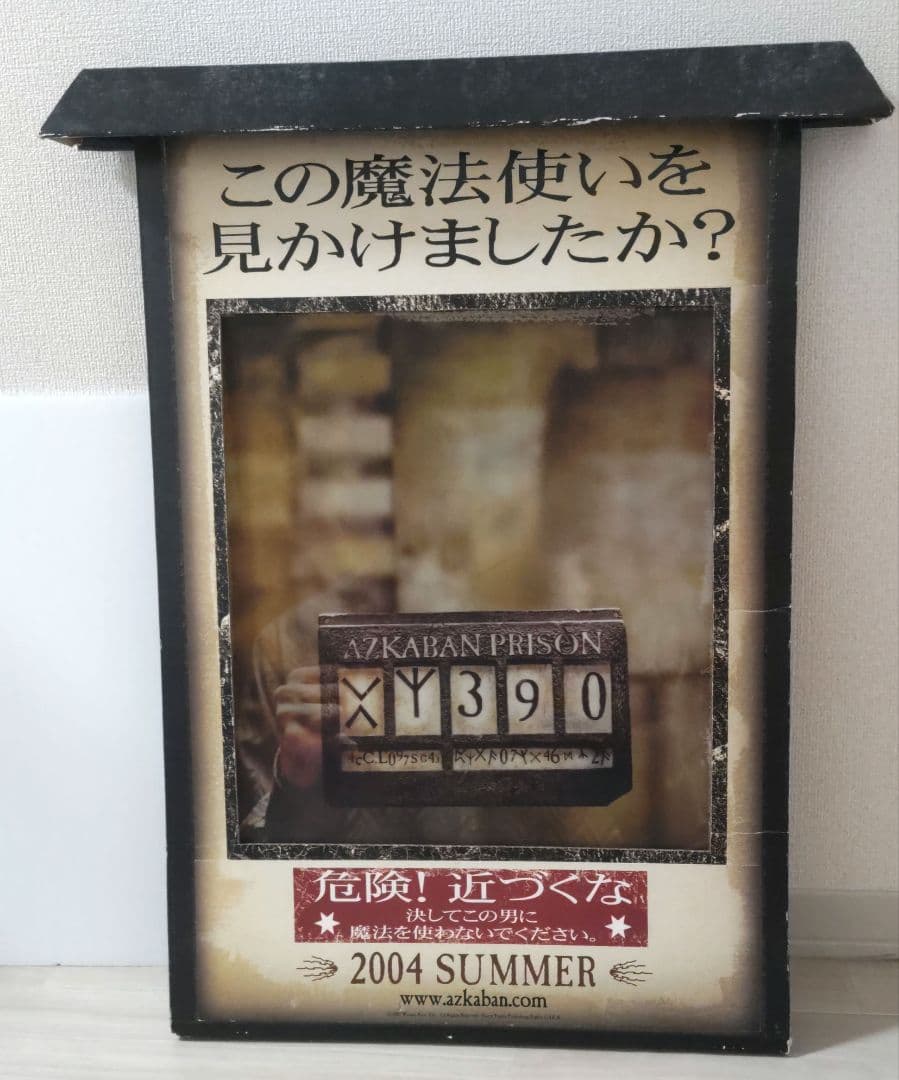 この魔法使いを
見かけましたか?
AZKABAN PRISON
390
危険! 近づくな
決してこの男に
魔法を使わないでください。
2004 SUMMER
www.azkaban.com